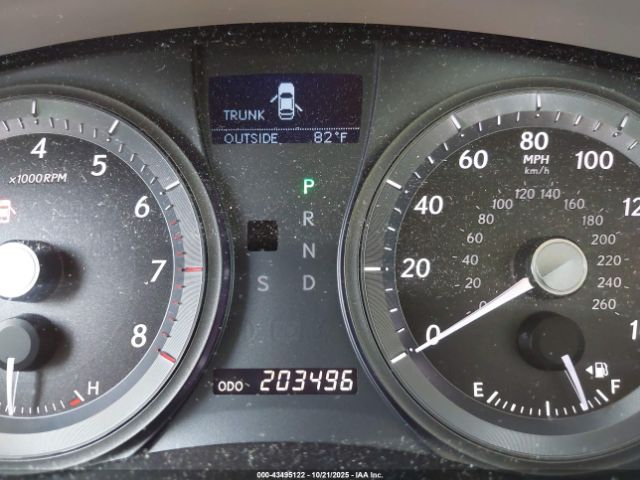 TRUNK
OUTSIDE 82°F
4 5 6 7 8
x1000RPM
H
P
R
N
D
S
ODO 203496
0 20 40 60 80 100
MPH
km/h
0 20 40 60 80 100 120 140 160 180 200 220 240 260
E F
000-43495122 - 10/21/2025 - IAA Inc.